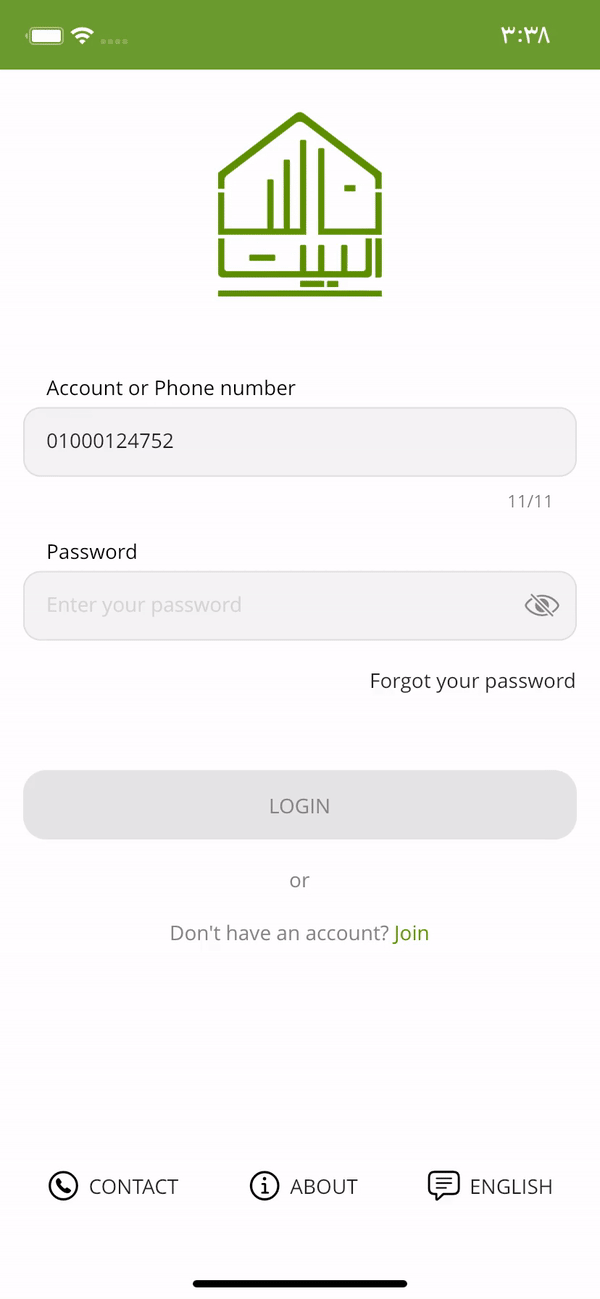 ٣:٣٨
البيت
Account or Phone number
01000124752
11/11
Password
Enter your password
Forgot your password
LOGIN
or
Don't have an account? Join
CONTACT
ABOUT
ENGLISH